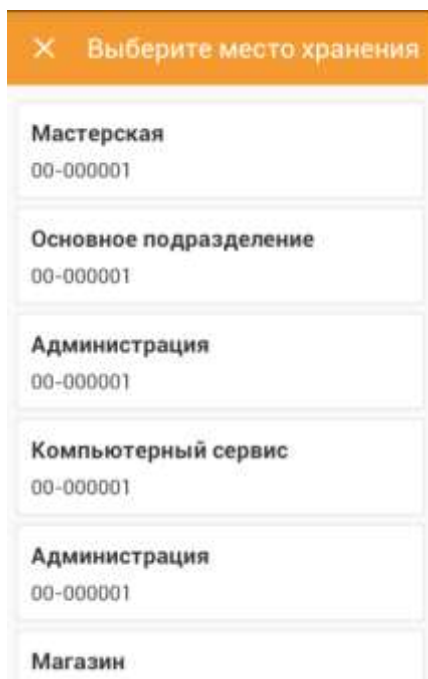 Выберите место хранения
Мастерская
00-000001
Основное подразделение
00-000001
Администрация
00-000001
Компьютерный сервис
00-000001
Администрация
00-000001
Магазин